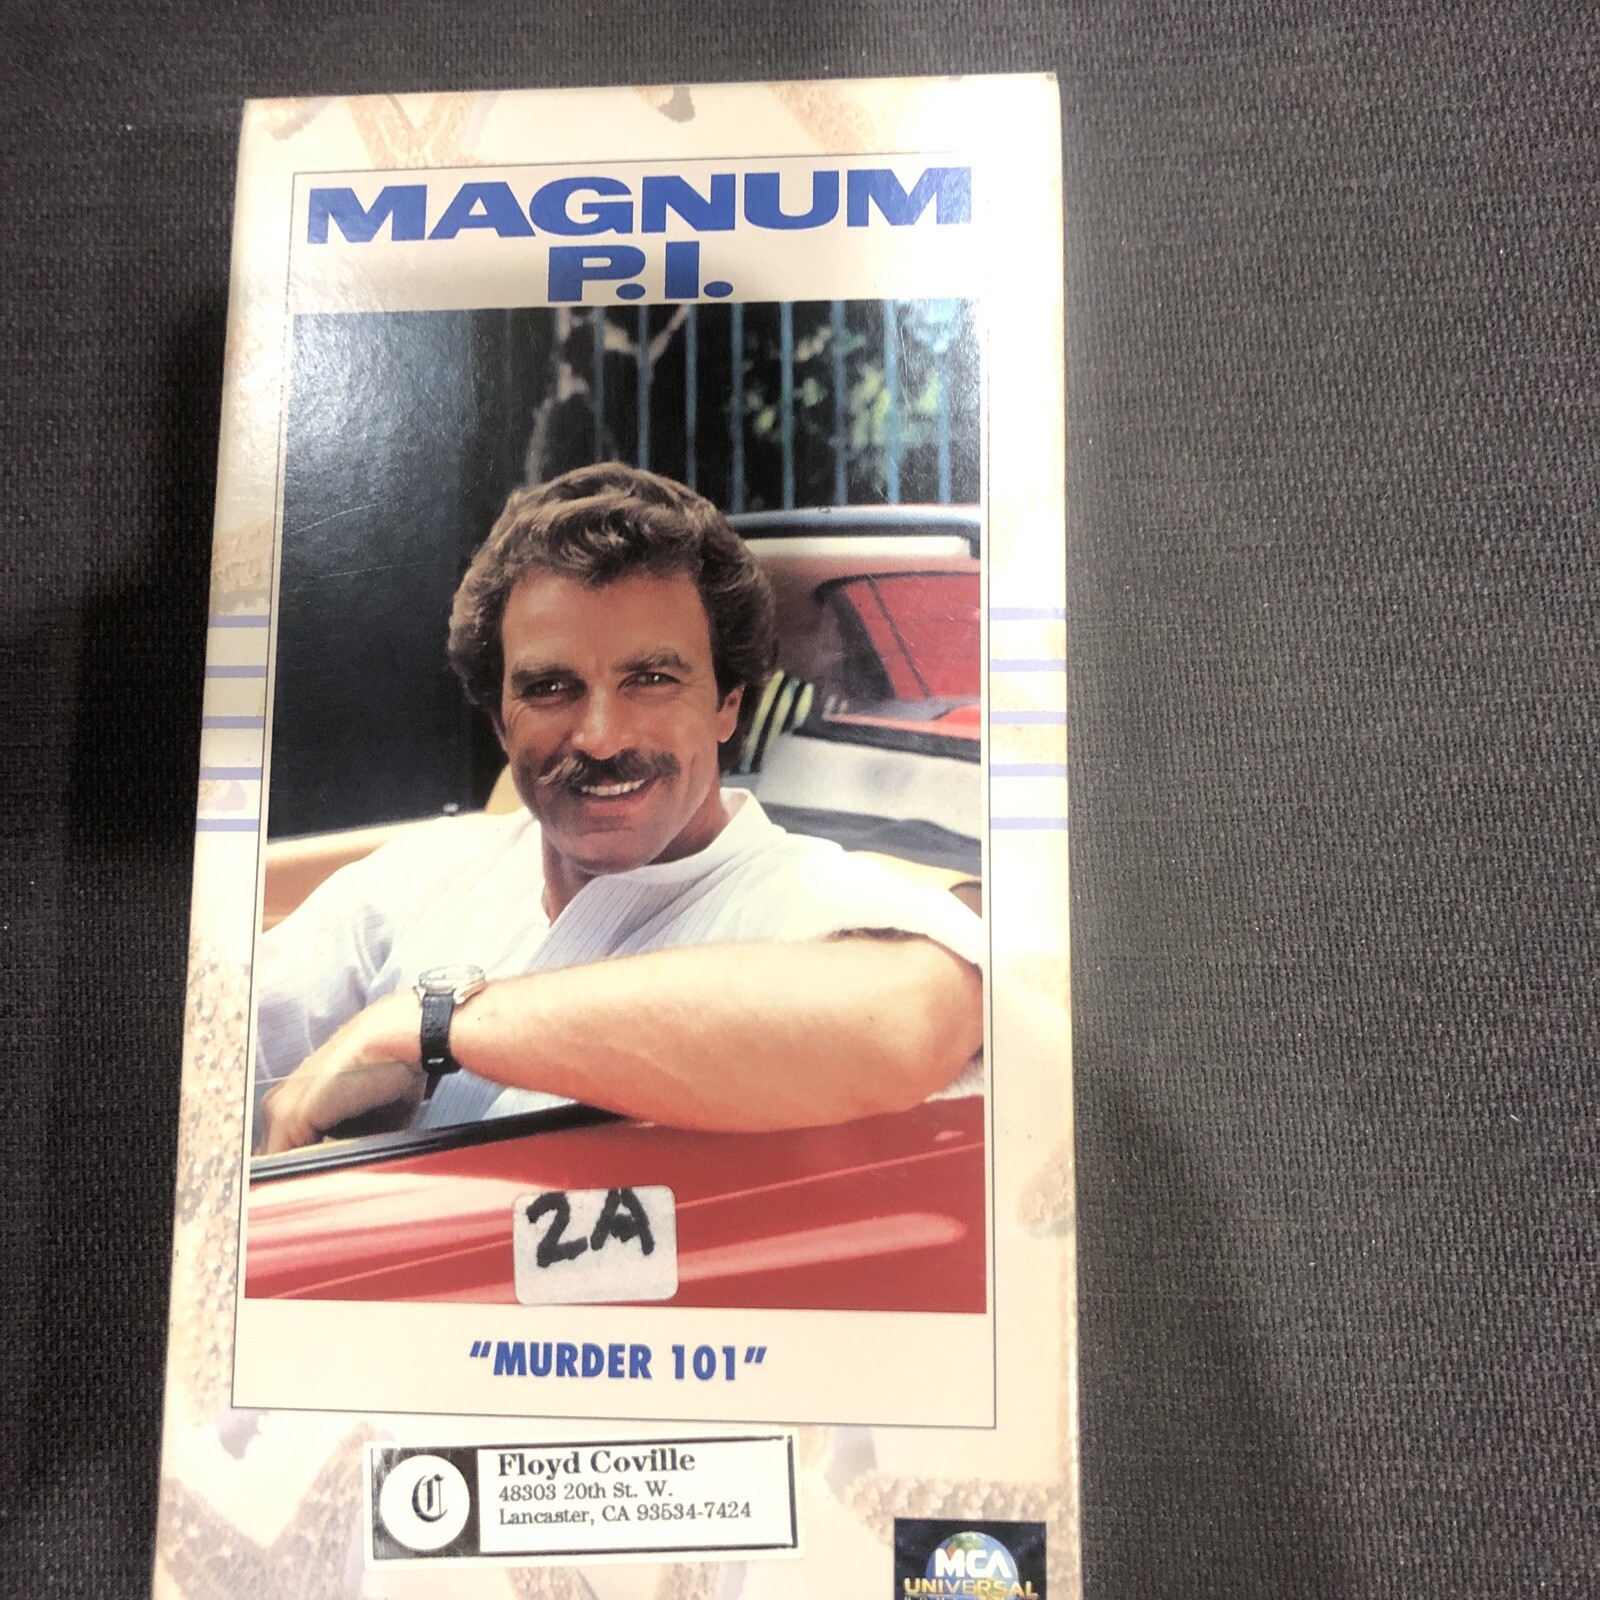 MAGNUM
P.I.
2A
"MURDER 101"
C
Floyd Coville
48303 20th St. W.
Lancaster, CA 93534-7424
MCA
UNIVERSAL